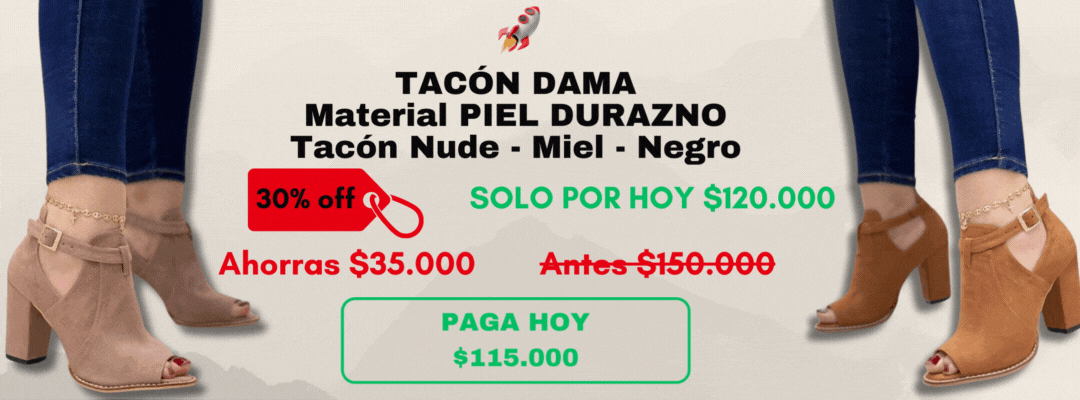 TACÓN DAMA
Material PIEL DURAZNO
Tacón Nude - Miel - Negro
30% off
SOLO POR HOY $120.000
Ahorras $35.000
Antes $150.000
PAGA HOY
$115.000